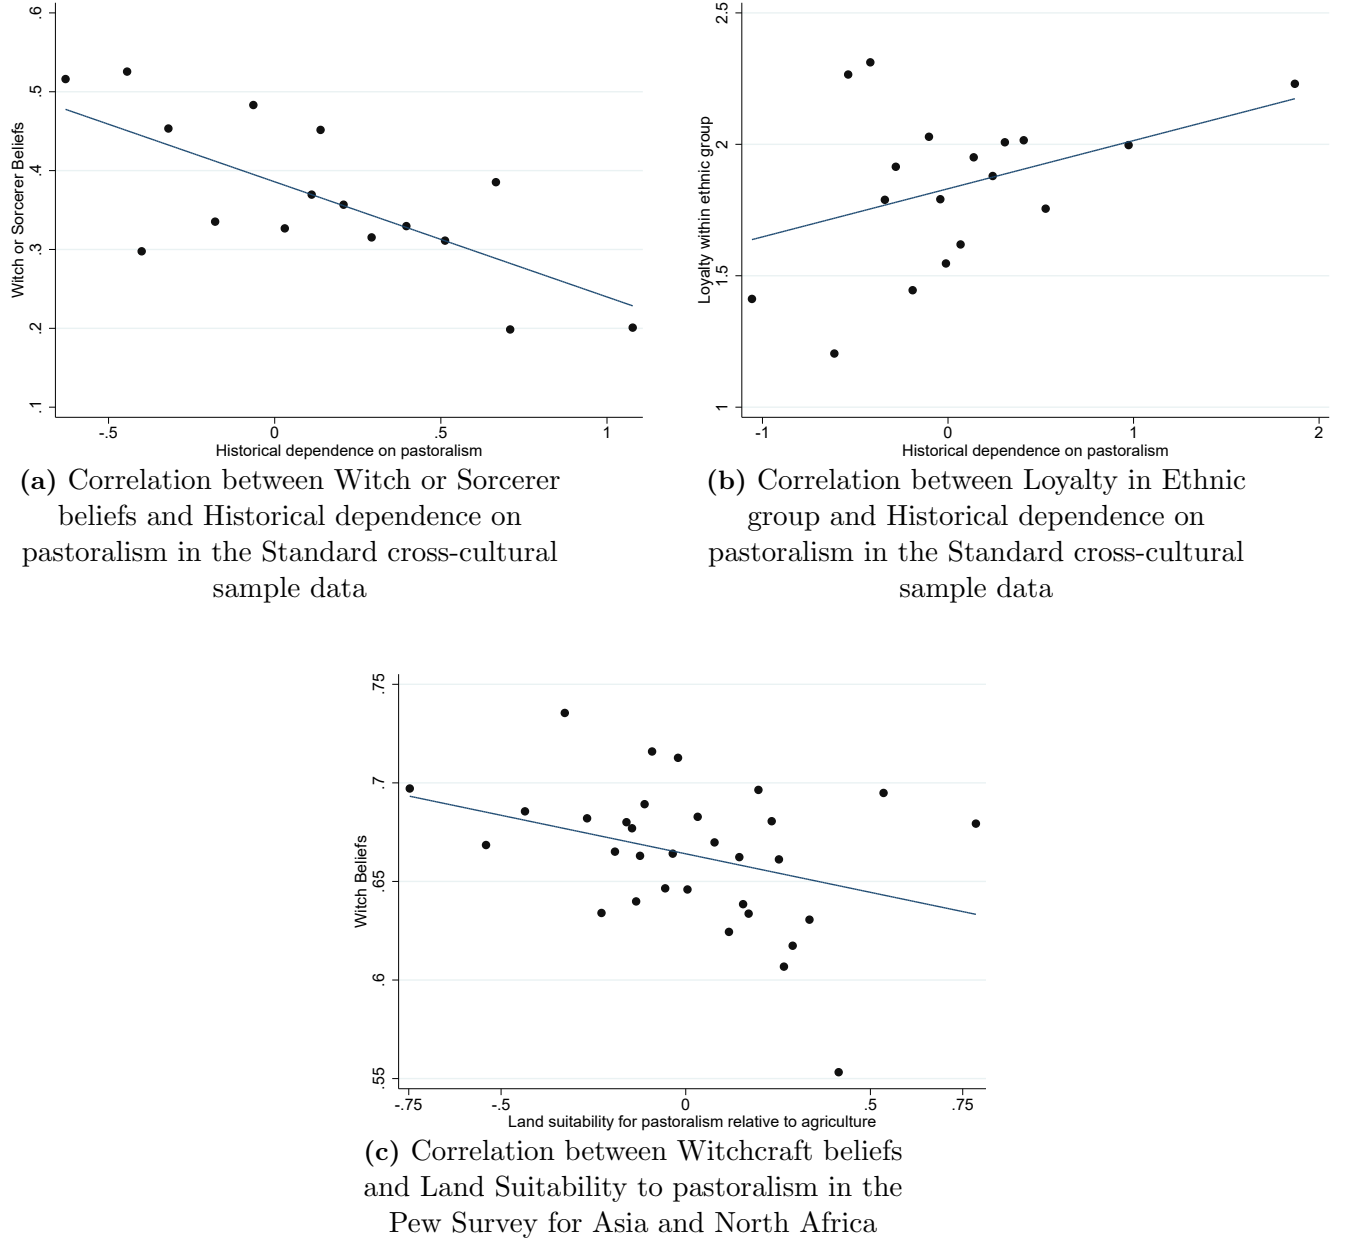 .6
.5
.4
.3
.2
.1
Witch or Sorcerer Beliefs
-.5 0 .5 1
Historical dependence on pastoralism
(a) Correlation between Witch or Sorcerer
beliefs and Historical dependence on
pastoralism in the Standard cross-cultural
sample data
2.5
2
1.5
1
Loyalty within ethnic group
-1 0 1 2
Historical dependence on pastoralism
(b) Correlation between Loyalty in Ethnic
group and Historical dependence on
pastoralism in the Standard cross-cultural
sample data
.75
.7
.65
.6
.55
Witch Beliefs
-.75 -.5 0 .5 .75
Land suitability for pastoralism relative to agriculture
(c) Correlation between Witchcraft beliefs
and Land Suitability to pastoralism in the
Pew Survey for Asia and North Africa